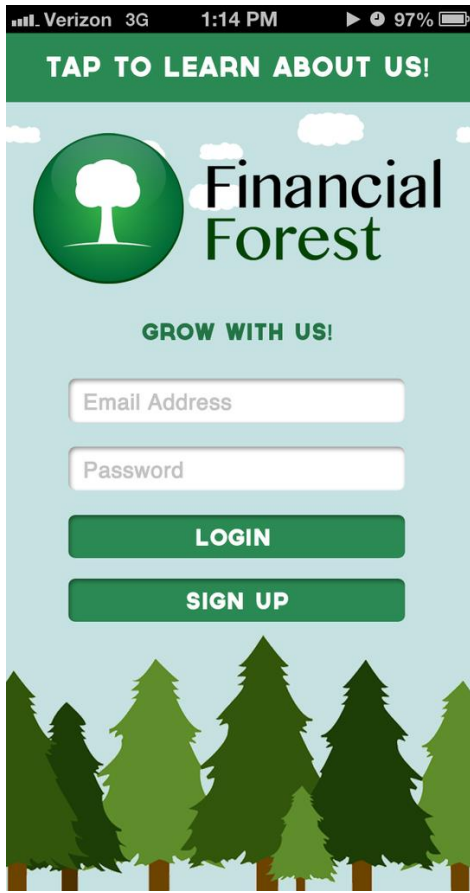 Verizon 3G 1:14 PM 97%
TAP TO LEARN ABOUT US!
Financial
Forest
GROW WITH US!
Email Address
Password
LOGIN
SIGN UP